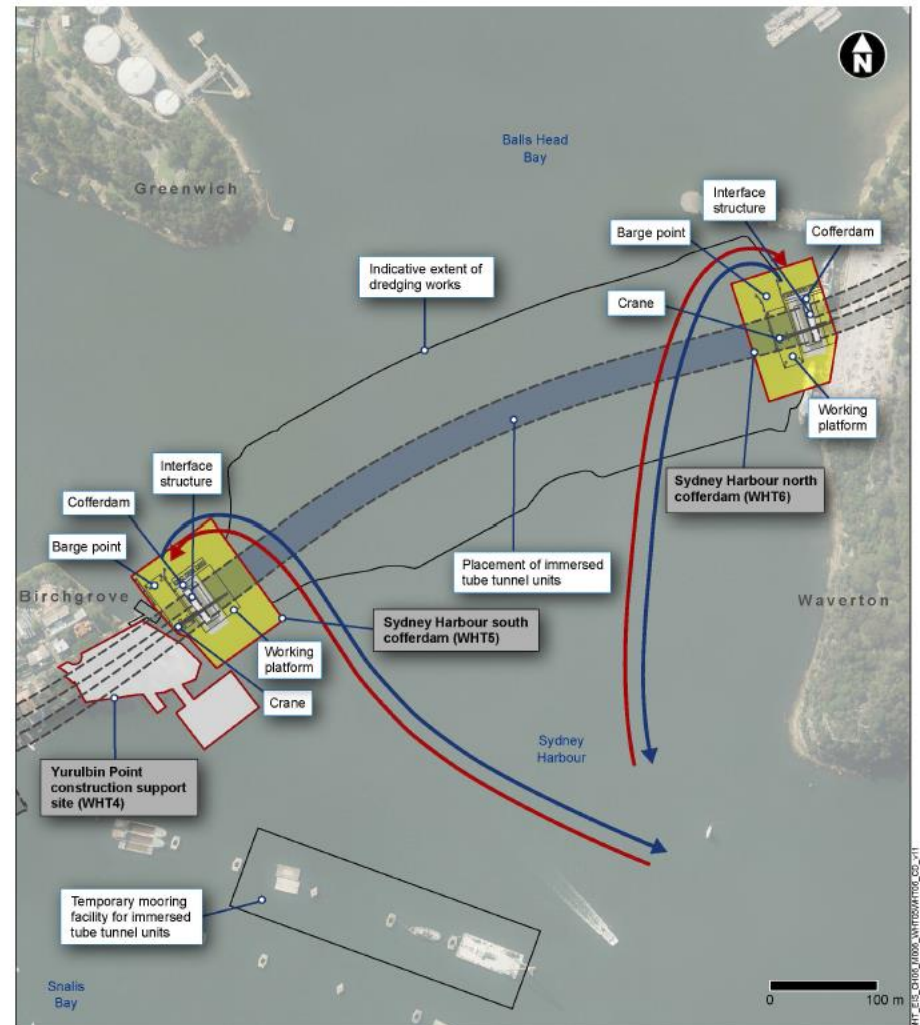 N
Balls Head
Bay
Greenwich
Interface
structure
Barge point
Cofferdam
Indicative extent of
dredging works
Crane
Working
platform
Interface
structure
Sydney Harbour north
cofferdam (WHT6)
Cofferdam
Barge point
Placement of immersed
tube tunnel units
Birchgrove
Waverton
Sydney Harbour south
cofferdam (WHT5)
Working
platform
Crane
Sydney
Harbour
Yurulbin Point
construction support
site (WHT4)
Temporary mooring
facility for immersed
tube tunnel units
Snails
Bay
0
100 m